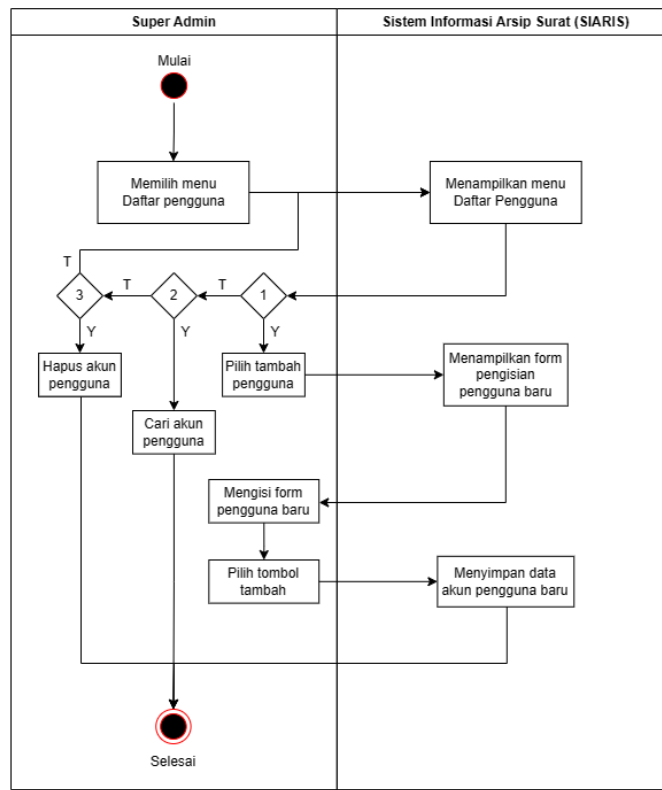 Super Admin
Sistem Informasi Arsip Surat (SIARIS)
Mulai
Memilih menu
Daftar pengguna
Menampilkan menu
Daftar Pengguna
T
T
T
3
2
1
Y
Y
Y
Hapus akun
pengguna
Pilih tambah
pengguna
Menampilkan form
pengisian
pengguna baru
Cari akun
pengguna
Mengisi form
pengguna baru
Pilih tombol
tambah
Menyimpan data
akun pengguna baru
Selesai